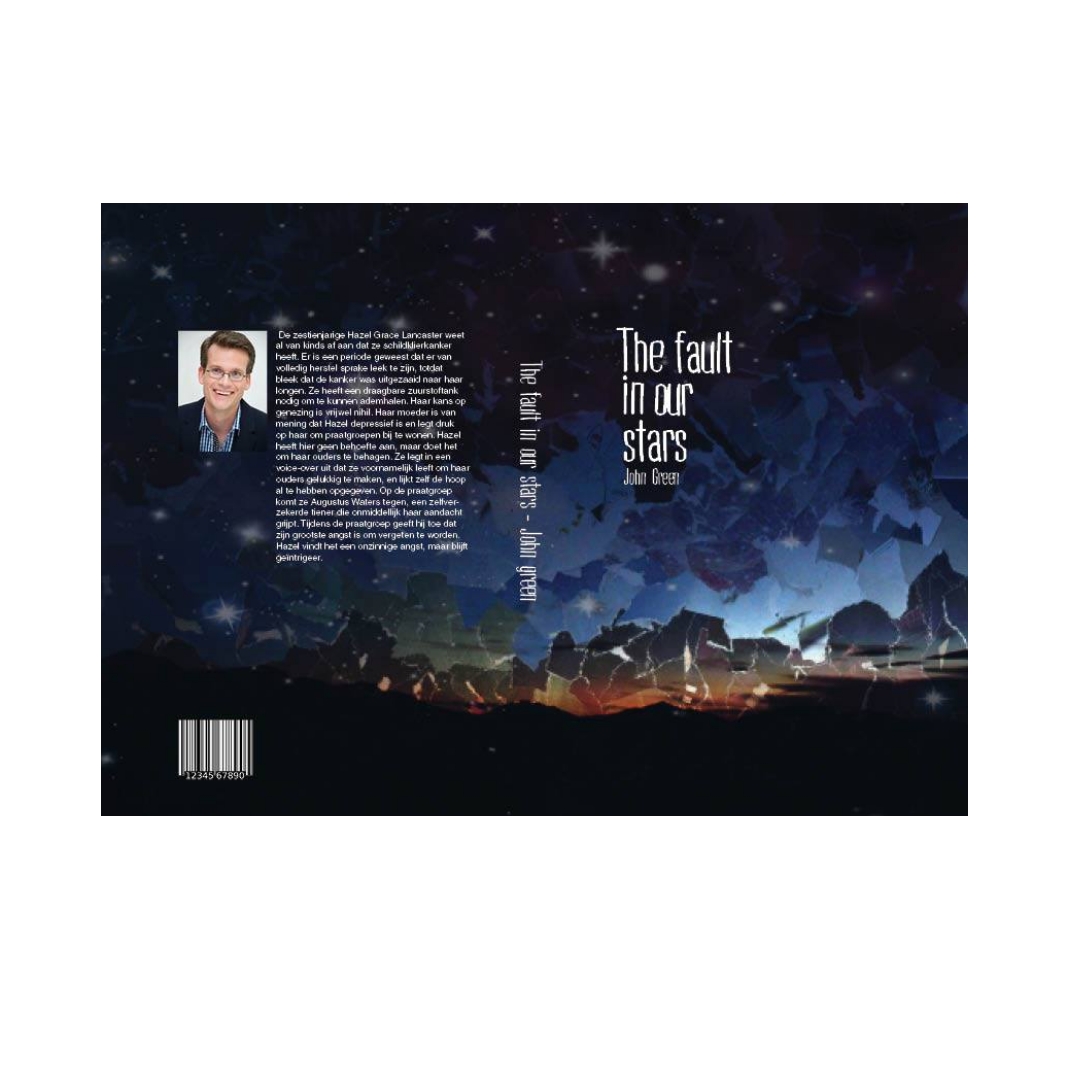 De zestienjarige Hazel Grace Lancaster weet
al van kinds af aan dat ze schildklierkanker
heeft. Er is een periode geweest dat er van
volledig herstel sprake leek te zijn, totdat
bleek dat de kanker was uitgezaaid naar haar
longen. Ze heeft een draagbare zuurstoftank
nodig om te kunnen ademhalen. Haar kans op
genezing is vrijwel nihil. Haar moeder is van
mening dat Hazel depressief is en legt druk
op haar om praatgroepen bij te wonen. Hazel
heeft hier geen behoefte aan, maar doet het
om haar ouders te behagen. Ze legt in een
voice-over uit dat ze voornamelijk leeft om haar
ouders gelukkig te maken, en lijkt zelf de hoop
al te hebben opgegeven. Op de praatgroep
komt ze Augustus Waters tegen, een zelfver-
zekerde tiener die onmiddellijk haar aandacht
grijpt. Tijdens de praatgroep geeft hij toe dat
zijn grootste angst is om vergeten te worden.
Hazel vindt het een onzinnige angst, maar blijft
geïntrigeer.
1234567890
The fault in our stars - John green
The fault
in our
stars
John Green